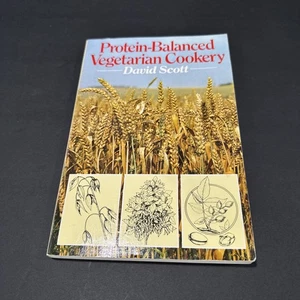 Protein-Balanced
Vegetarian Cookery
David Scott